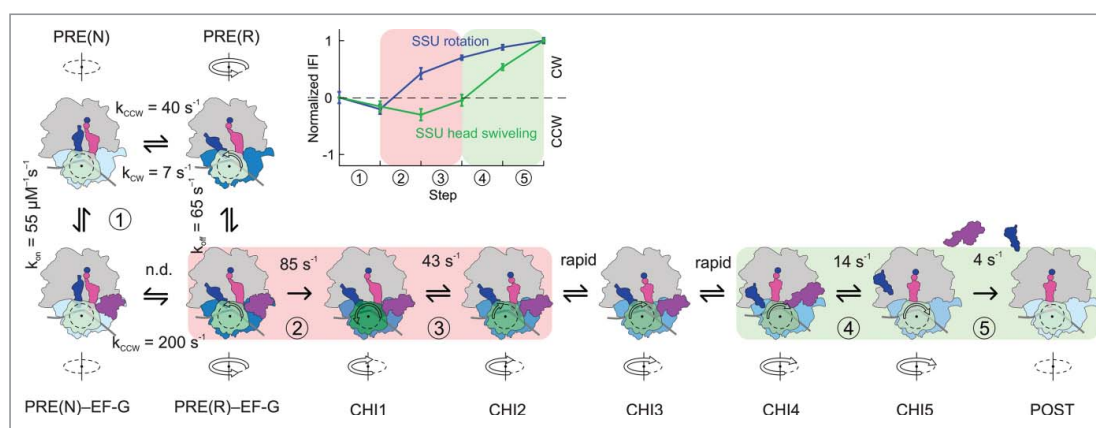 PRE(N)
PRE(R)
k_CCW = 40 s⁻¹
k_CW = 7 s⁻¹
k_on = 55 µM⁻¹s⁻¹
①
k_off = 65 s⁻¹
n.d.
k_CCW = 200 s⁻¹
Normalized IFI
1
0
-1
SSU rotation
SSU head swiveling
CW
CCW
① ② ③ ④ ⑤
Step
85 s⁻¹
②
43 s⁻¹
③
rapid
rapid
14 s⁻¹
④
4 s⁻¹
⑤
PRE(N)–EF-G
PRE(R)–EF-G
CHI1
CHI2
CHI3
CHI4
CHI5
POST